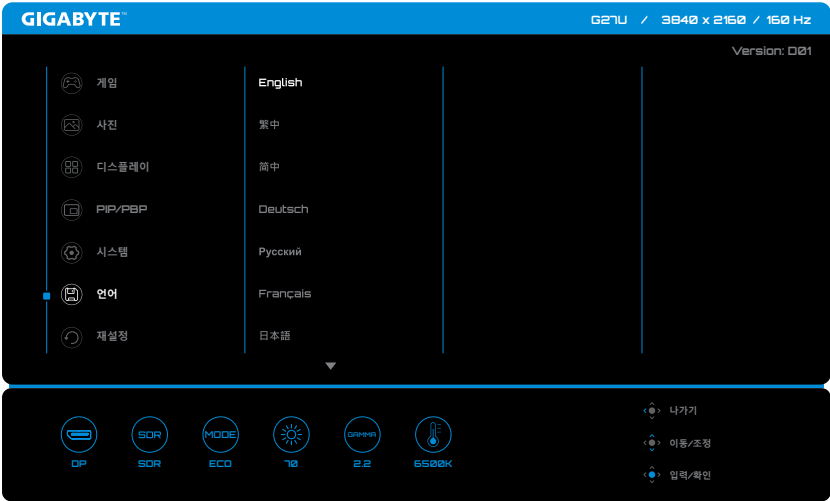 GIGABYTE™
G27U / 3840 x 2160 / 160 Hz
Version: D01
게임
사진
디스플레이
PIP/PBP
시스템
언어
재설정
English
繁中
简中
Deutsch
Русский
Français
日本語
DP
SDR
SDR
MODE
ECO
70
GAMMA
2.2
6500K
나가기
이동/조정
입력/확인